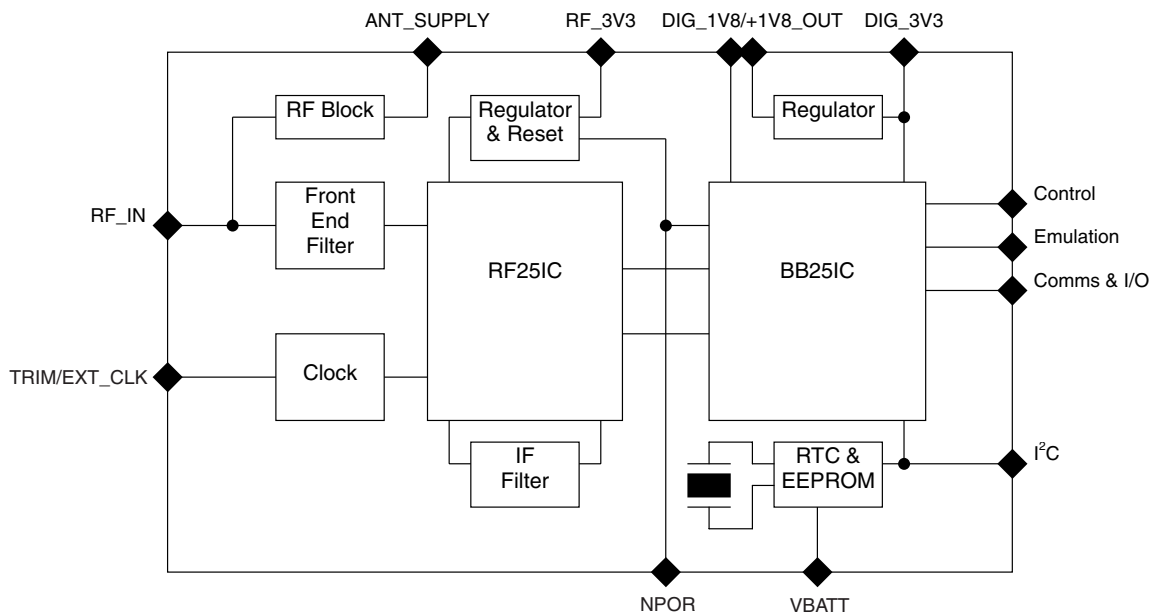 ANT_SUPPLY
RF_3V3
DIG_1V8/+1V8_OUT
DIG_3V3
RF Block
Regulator
& Reset
Regulator
RF_IN
Front
End
Filter
RF25IC
BB25IC
Control
Emulation
Comms & I/O
TRIM/EXT_CLK
Clock
IF
Filter
RTC &
EEPROM
I²C
NPOR
VBATT